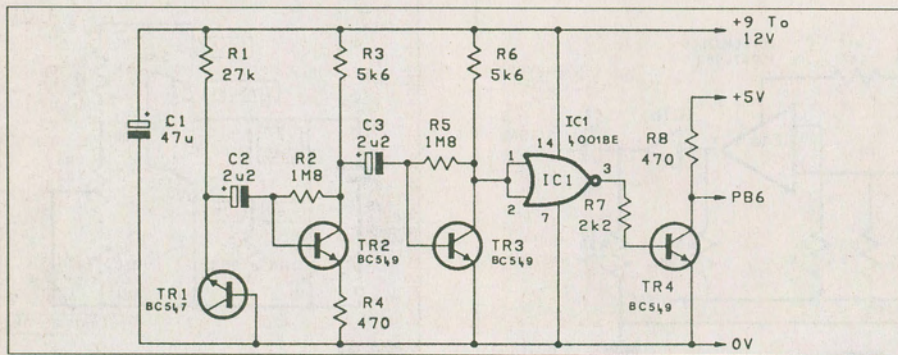 +9 To
12V
R1
27k
R3
5k6
R6
5k6
+5V
C1
47u
+
C2
2u2
+
R2
1M8
C3
2u2
+
R5
1M8
IC1
4001BE
14
1
2
IC1
3
7
R7
2k2
R8
470
PB6
TR1
BC547
TR2
BC549
TR3
BC549
TR4
BC549
R4
470
0V